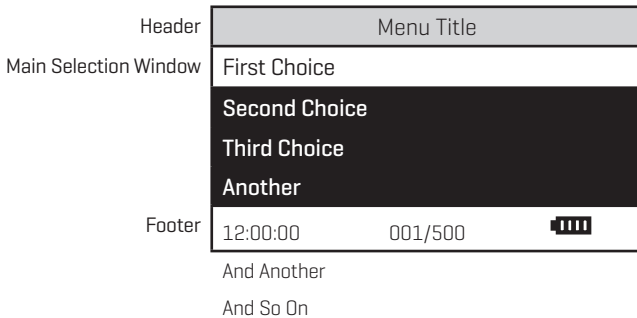 Header Menu Title
Main Selection Window First Choice
Second Choice
Third Choice
Another
Footer 12:00:00 001/500
And Another
And So On